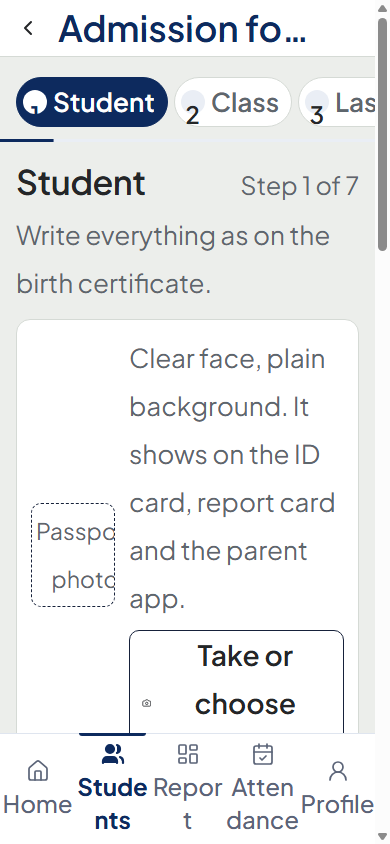 Admission fo...
1 Student
2 Class
3 Las
Student
Step 1 of 7
Write everything as on the
birth certificate.
Clear face, plain
background. It
shows on the ID
card, report card
and the parent
app.
Passpo
photo
Take or
choose
Home
Stude
nts
Repor
t
Atten
dance
Profile